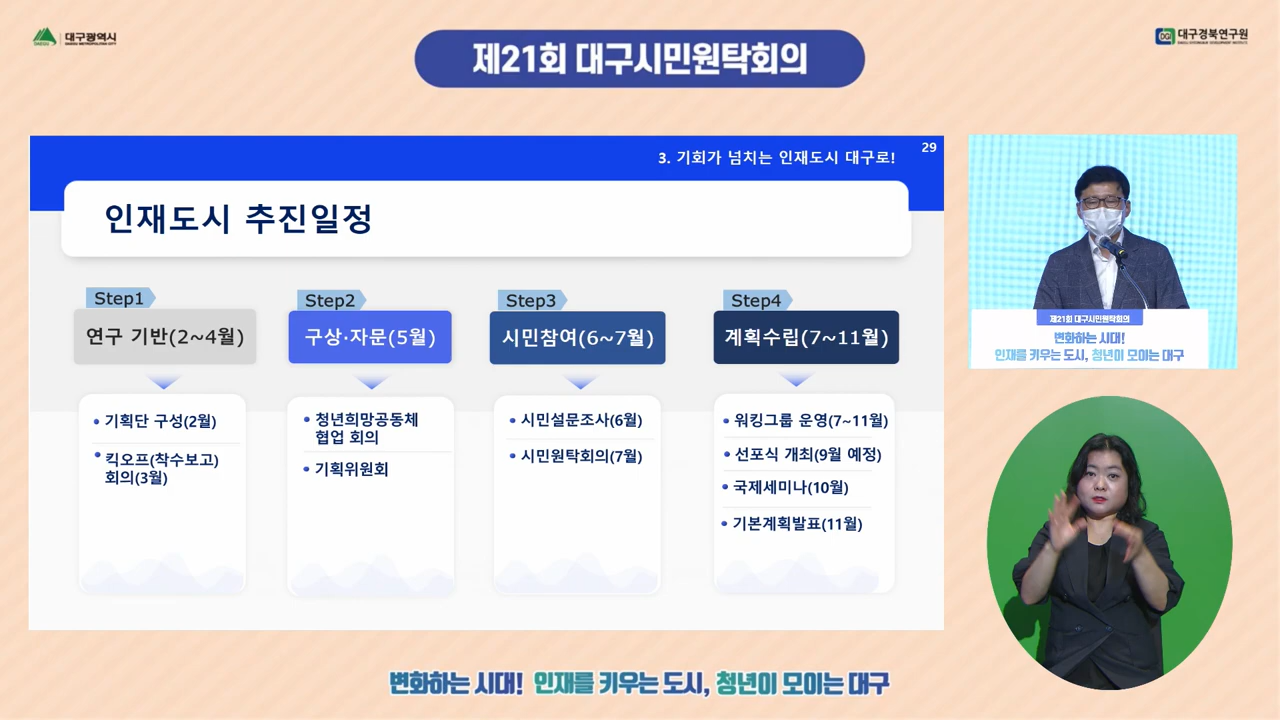 대구광역시
DAEGU METROPOLITAN CITY
제21회 대구시민원탁회의
DGI 대구경북연구원
3. 기회가 넘치는 인재도시 대구로!
29
인재도시 추진일정
Step1
연구 기반(2~4월)
• 기획단 구성(2월)
• 킥오프(착수보고)
회의(3월)
Step2
구상·자문(5월)
• 청년희망공동체
협업 회의
• 기획위원회
Step3
시민참여(6~7월)
• 시민설문조사(6월)
• 시민원탁회의(7월)
Step4
계획수립(7~11월)
• 워킹그룹 운영(7~11월)
• 선포식 개최(9월 예정)
• 국제세미나(10월)
• 기본계획발표(11월)
제21회 대구시민원탁회의
변화하는 시대!
인재를 키우는 도시, 청년이 모이는 대구
변화하는 시대! 인재를 키우는 도시, 청년이 모이는 대구